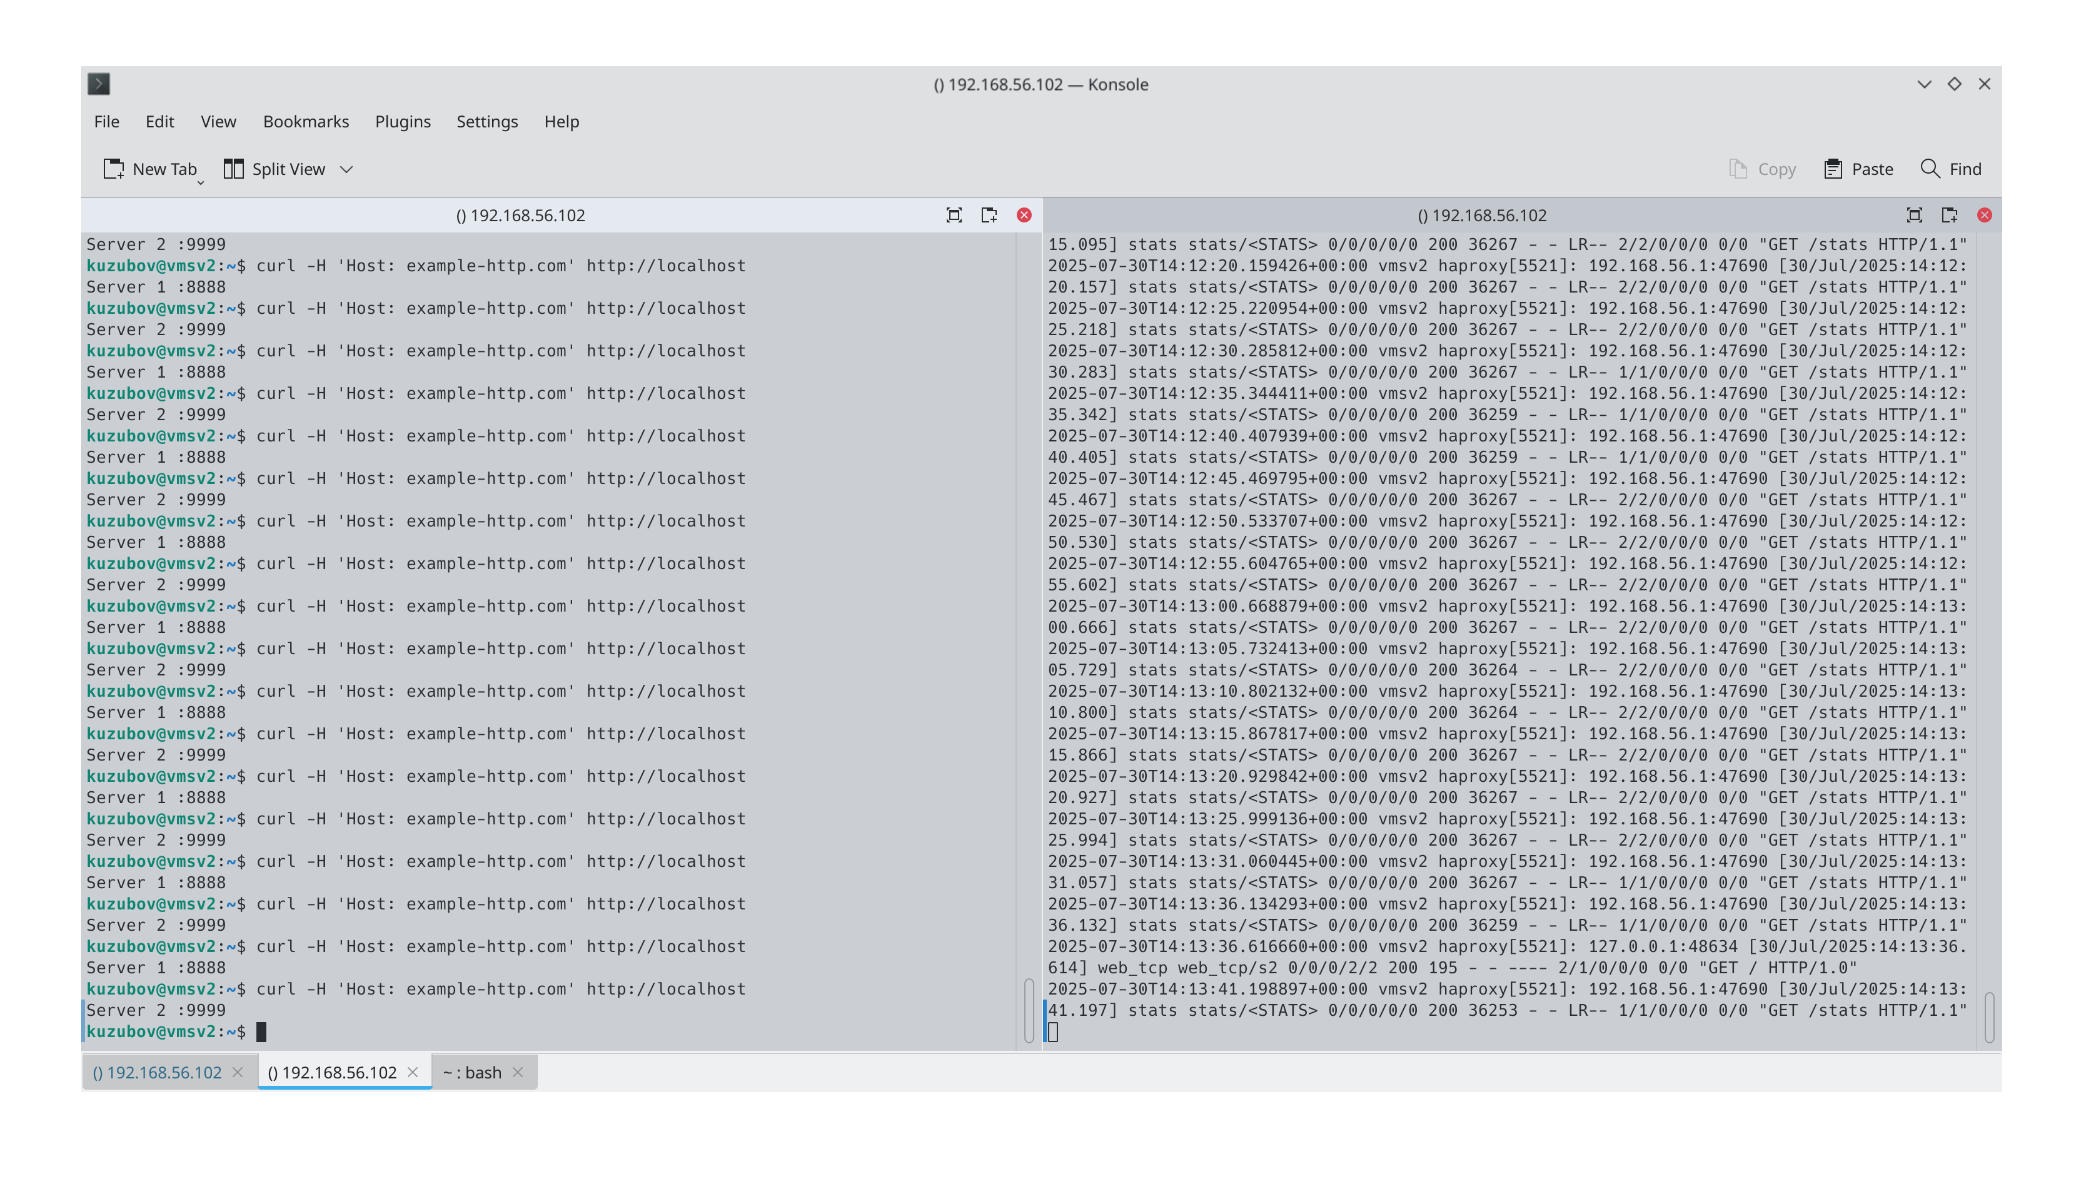 () 192.168.56.102 — Konsole
File Edit View Bookmarks Plugins Settings Help
New Tab Split View Copy Paste Find
() 192.168.56.102
Server 2 :9999
kuzubov@vmsv2:~$ curl -H 'Host: example-http.com' http://localhost
Server 1 :8888
kuzubov@vmsv2:~$ curl -H 'Host: example-http.com' http://localhost
Server 2 :9999
kuzubov@vmsv2:~$ curl -H 'Host: example-http.com' http://localhost
Server 1 :8888
kuzubov@vmsv2:~$ curl -H 'Host: example-http.com' http://localhost
Server 2 :9999
kuzubov@vmsv2:~$ curl -H 'Host: example-http.com' http://localhost
Server 1 :8888
kuzubov@vmsv2:~$ curl -H 'Host: example-http.com' http://localhost
Server 2 :9999
kuzubov@vmsv2:~$ curl -H 'Host: example-http.com' http://localhost
Server 1 :8888
kuzubov@vmsv2:~$ curl -H 'Host: example-http.com' http://localhost
Server 2 :9999
kuzubov@vmsv2:~$ curl -H 'Host: example-http.com' http://localhost
Server 1 :8888
kuzubov@vmsv2:~$ curl -H 'Host: example-http.com' http://localhost
Server 2 :9999
kuzubov@vmsv2:~$ curl -H 'Host: example-http.com' http://localhost
Server 1 :8888
kuzubov@vmsv2:~$ curl -H 'Host: example-http.com' http://localhost
Server 2 :9999
kuzubov@vmsv2:~$ curl -H 'Host: example-http.com' http://localhost
Server 1 :8888
kuzubov@vmsv2:~$ curl -H 'Host: example-http.com' http://localhost
Server 2 :9999
kuzubov@vmsv2:~$ curl -H 'Host: example-http.com' http://localhost
Server 1 :8888
kuzubov@vmsv2:~$ curl -H 'Host: example-http.com' http://localhost
Server 2 :9999
kuzubov@vmsv2:~$ curl -H 'Host: example-http.com' http://localhost
Server 1 :8888
kuzubov@vmsv2:~$ curl -H 'Host: example-http.com' http://localhost
Server 2 :9999
kuzubov@vmsv2:~$
() 192.168.56.102
15.095] stats stats/<STATS> 0/0/0/0/0 200 36267 - - LR-- 2/2/0/0/0 0/0 "GET /stats HTTP/1.1"
2025-07-30T14:12:20.159426+00:00 vmsv2 haproxy[5521]: 192.168.56.1:47690 [30/Jul/2025:14:12:
20.157] stats stats/<STATS> 0/0/0/0/0 200 36267 - - LR-- 2/2/0/0/0 0/0 "GET /stats HTTP/1.1"
2025-07-30T14:12:25.220954+00:00 vmsv2 haproxy[5521]: 192.168.56.1:47690 [30/Jul/2025:14:12:
25.218] stats stats/<STATS> 0/0/0/0/0 200 36267 - - LR-- 2/2/0/0/0 0/0 "GET /stats HTTP/1.1"
2025-07-30T14:12:30.285812+00:00 vmsv2 haproxy[5521]: 192.168.56.1:47690 [30/Jul/2025:14:12:
30.283] stats stats/<STATS> 0/0/0/0/0 200 36267 - - LR-- 1/1/0/0/0 0/0 "GET /stats HTTP/1.1"
2025-07-30T14:12:35.344411+00:00 vmsv2 haproxy[5521]: 192.168.56.1:47690 [30/Jul/2025:14:12:
35.342] stats stats/<STATS> 0/0/0/0/0 200 36259 - - LR-- 1/1/0/0/0 0/0 "GET /stats HTTP/1.1"
2025-07-30T14:12:40.407939+00:00 vmsv2 haproxy[5521]: 192.168.56.1:47690 [30/Jul/2025:14:12:
40.405] stats stats/<STATS> 0/0/0/0/0 200 36259 - - LR-- 1/1/0/0/0 0/0 "GET /stats HTTP/1.1"
2025-07-30T14:12:45.469795+00:00 vmsv2 haproxy[5521]: 192.168.56.1:47690 [30/Jul/2025:14:12:
45.467] stats stats/<STATS> 0/0/0/0/0 200 36267 - - LR-- 2/2/0/0/0 0/0 "GET /stats HTTP/1.1"
2025-07-30T14:12:50.533707+00:00 vmsv2 haproxy[5521]: 192.168.56.1:47690 [30/Jul/2025:14:12:
50.530] stats stats/<STATS> 0/0/0/0/0 200 36267 - - LR-- 2/2/0/0/0 0/0 "GET /stats HTTP/1.1"
2025-07-30T14:12:55.604765+00:00 vmsv2 haproxy[5521]: 192.168.56.1:47690 [30/Jul/2025:14:12:
55.602] stats stats/<STATS> 0/0/0/0/0 200 36267 - - LR-- 2/2/0/0/0 0/0 "GET /stats HTTP/1.1"
2025-07-30T14:13:00.668879+00:00 vmsv2 haproxy[5521]: 192.168.56.1:47690 [30/Jul/2025:14:13:
00.666] stats stats/<STATS> 0/0/0/0/0 200 36267 - - LR-- 2/2/0/0/0 0/0 "GET /stats HTTP/1.1"
2025-07-30T14:13:05.732413+00:00 vmsv2 haproxy[5521]: 192.168.56.1:47690 [30/Jul/2025:14:13:
05.729] stats stats/<STATS> 0/0/0/0/0 200 36264 - - LR-- 2/2/0/0/0 0/0 "GET /stats HTTP/1.1"
2025-07-30T14:13:10.802132+00:00 vmsv2 haproxy[5521]: 192.168.56.1:47690 [30/Jul/2025:14:13:
10.800] stats stats/<STATS> 0/0/0/0/0 200 36264 - - LR-- 2/2/0/0/0 0/0 "GET /stats HTTP/1.1"
2025-07-30T14:13:15.867817+00:00 vmsv2 haproxy[5521]: 192.168.56.1:47690 [30/Jul/2025:14:13:
15.866] stats stats/<STATS> 0/0/0/0/0 200 36267 - - LR-- 2/2/0/0/0 0/0 "GET /stats HTTP/1.1"
2025-07-30T14:13:20.929842+00:00 vmsv2 haproxy[5521]: 192.168.56.1:47690 [30/Jul/2025:14:13:
20.927] stats stats/<STATS> 0/0/0/0/0 200 36267 - - LR-- 2/2/0/0/0 0/0 "GET /stats HTTP/1.1"
2025-07-30T14:13:25.999136+00:00 vmsv2 haproxy[5521]: 192.168.56.1:47690 [30/Jul/2025:14:13:
25.994] stats stats/<STATS> 0/0/0/0/0 200 36267 - - LR-- 2/2/0/0/0 0/0 "GET /stats HTTP/1.1"
2025-07-30T14:13:31.060445+00:00 vmsv2 haproxy[5521]: 192.168.56.1:47690 [30/Jul/2025:14:13:
31.057] stats stats/<STATS> 0/0/0/0/0 200 36267 - - LR-- 1/1/0/0/0 0/0 "GET /stats HTTP/1.1"
2025-07-30T14:13:36.134293+00:00 vmsv2 haproxy[5521]: 192.168.56.1:47690 [30/Jul/2025:14:13:
36.132] stats stats/<STATS> 0/0/0/0/0 200 36259 - - LR-- 1/1/0/0/0 0/0 "GET /stats HTTP/1.1"
2025-07-30T14:13:36.616660+00:00 vmsv2 haproxy[5521]: 127.0.0.1:48634 [30/Jul/2025:14:13:36.
614] web_tcp web_tcp/s2 0/0/0/2/2 200 195 - - ---- 2/1/0/0/0 0/0 "GET / HTTP/1.0"
2025-07-30T14:13:41.198897+00:00 vmsv2 haproxy[5521]: 192.168.56.1:47690 [30/Jul/2025:14:13:
41.197] stats stats/<STATS> 0/0/0/0/0 200 36253 - - LR-- 1/1/0/0/0 0/0 "GET /stats HTTP/1.1"
() 192.168.56.102 () 192.168.56.102 ~ : bash